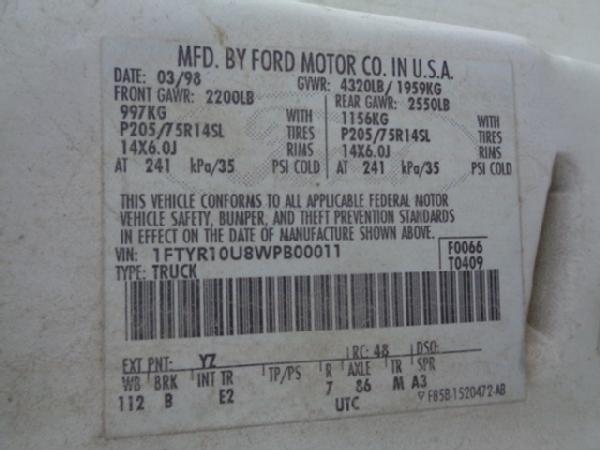 MFD. BY FORD MOTOR CO. IN U.S.A.
DATE: 03/98 GVWR: 4320LB/ 1959KG
FRONT GAWR: 2200LB REAR GAWR: 2550LB
997KG WITH 1156KG WITH
P205/75R14SL TIRES P205/75R14SL TIRES
14X6.0J RIMS 14X6.0J RIMS
AT 241 kPa/35 PSI COLD AT 241 kPa/35 PSI COLD
THIS VEHICLE CONFORMS TO ALL APPLICABLE FEDERAL MOTOR
VEHICLE SAFETY, BUMPER, AND THEFT PREVENTION STANDARDS
IN EFFECT ON THE DATE OF MANUFACTURE SHOWN ABOVE.
VIN: 1FTYR10U8WPB00011 F0066
TYPE: TRUCK T0409
EXT PNT: YZ RC: 48 DSO:
WB BRK INT TR TP/PS R AXLE TR SPR
112 B E2 7 86 M A3
UTC F85B-1520472-AB